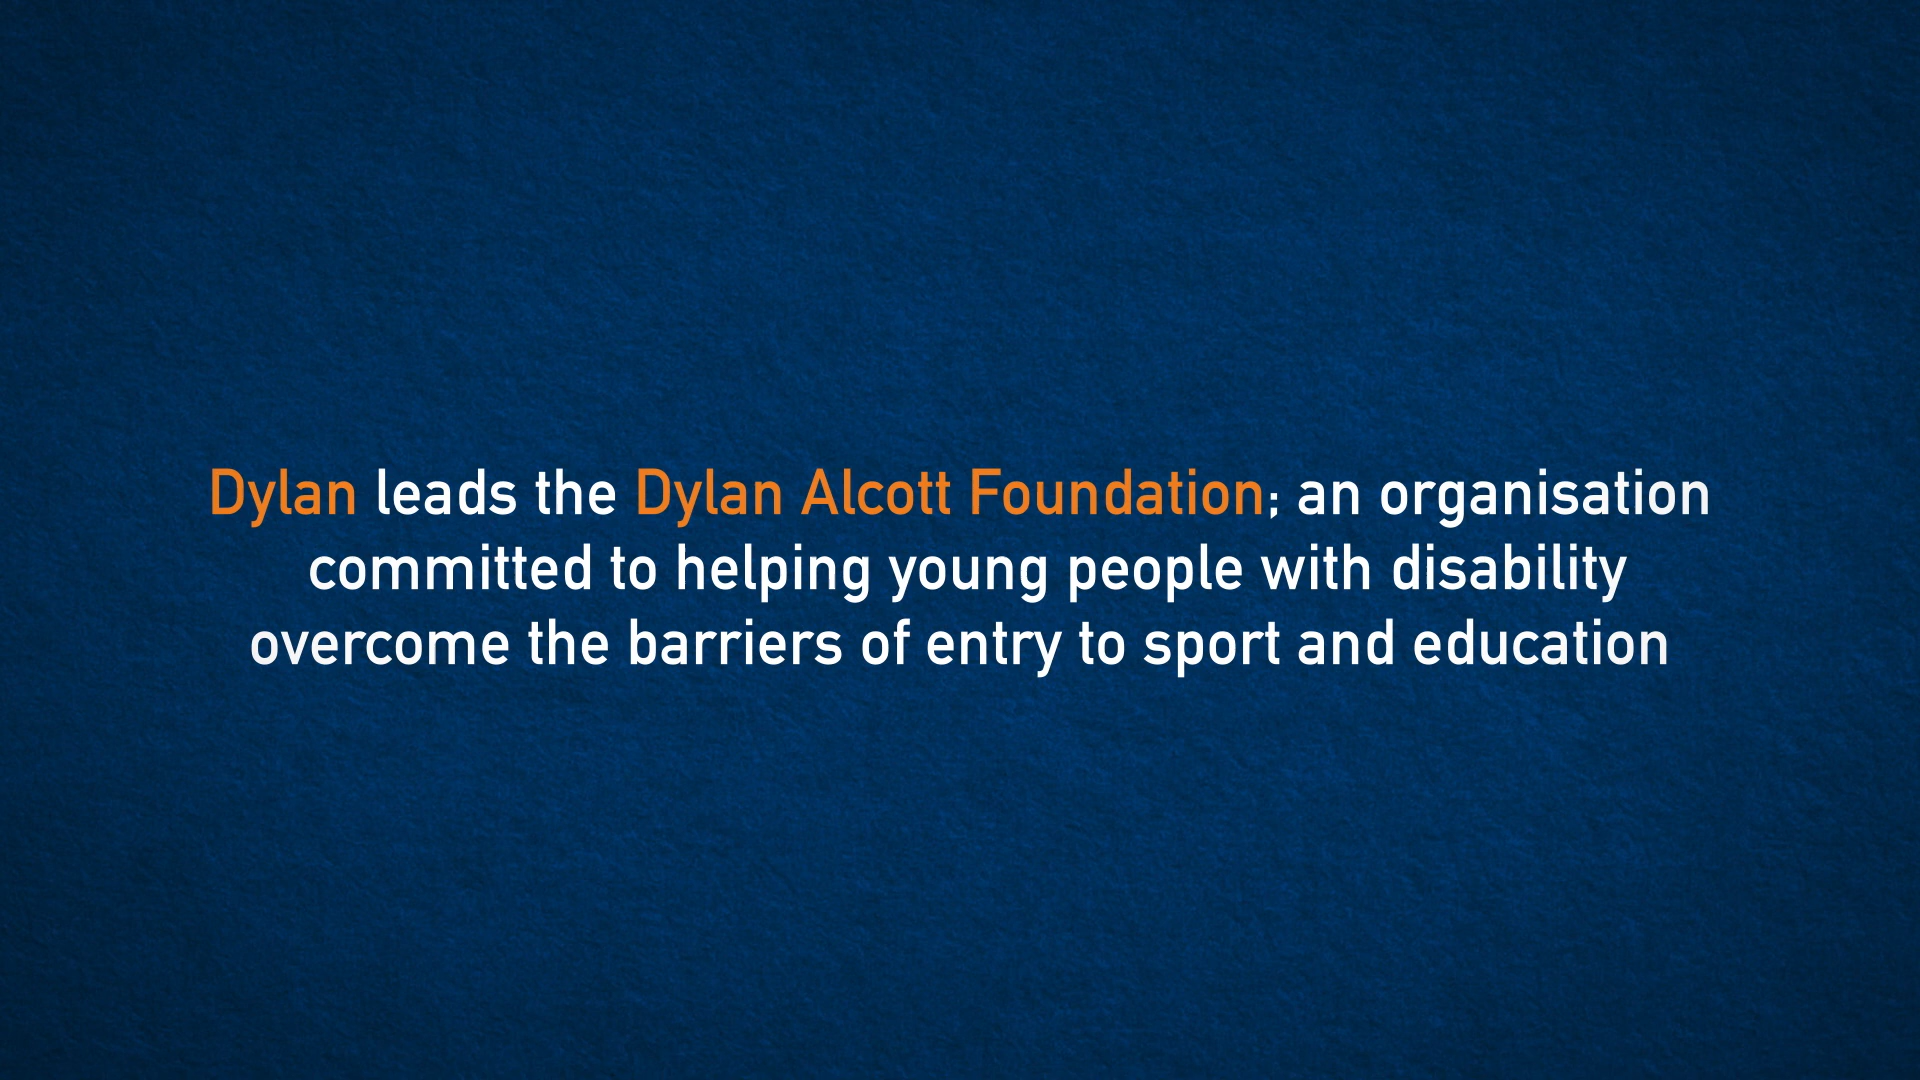 Dylan leads the Dylan Alcott Foundation; an organisation
committed to helping young people with disability
overcome the barriers of entry to sport and education